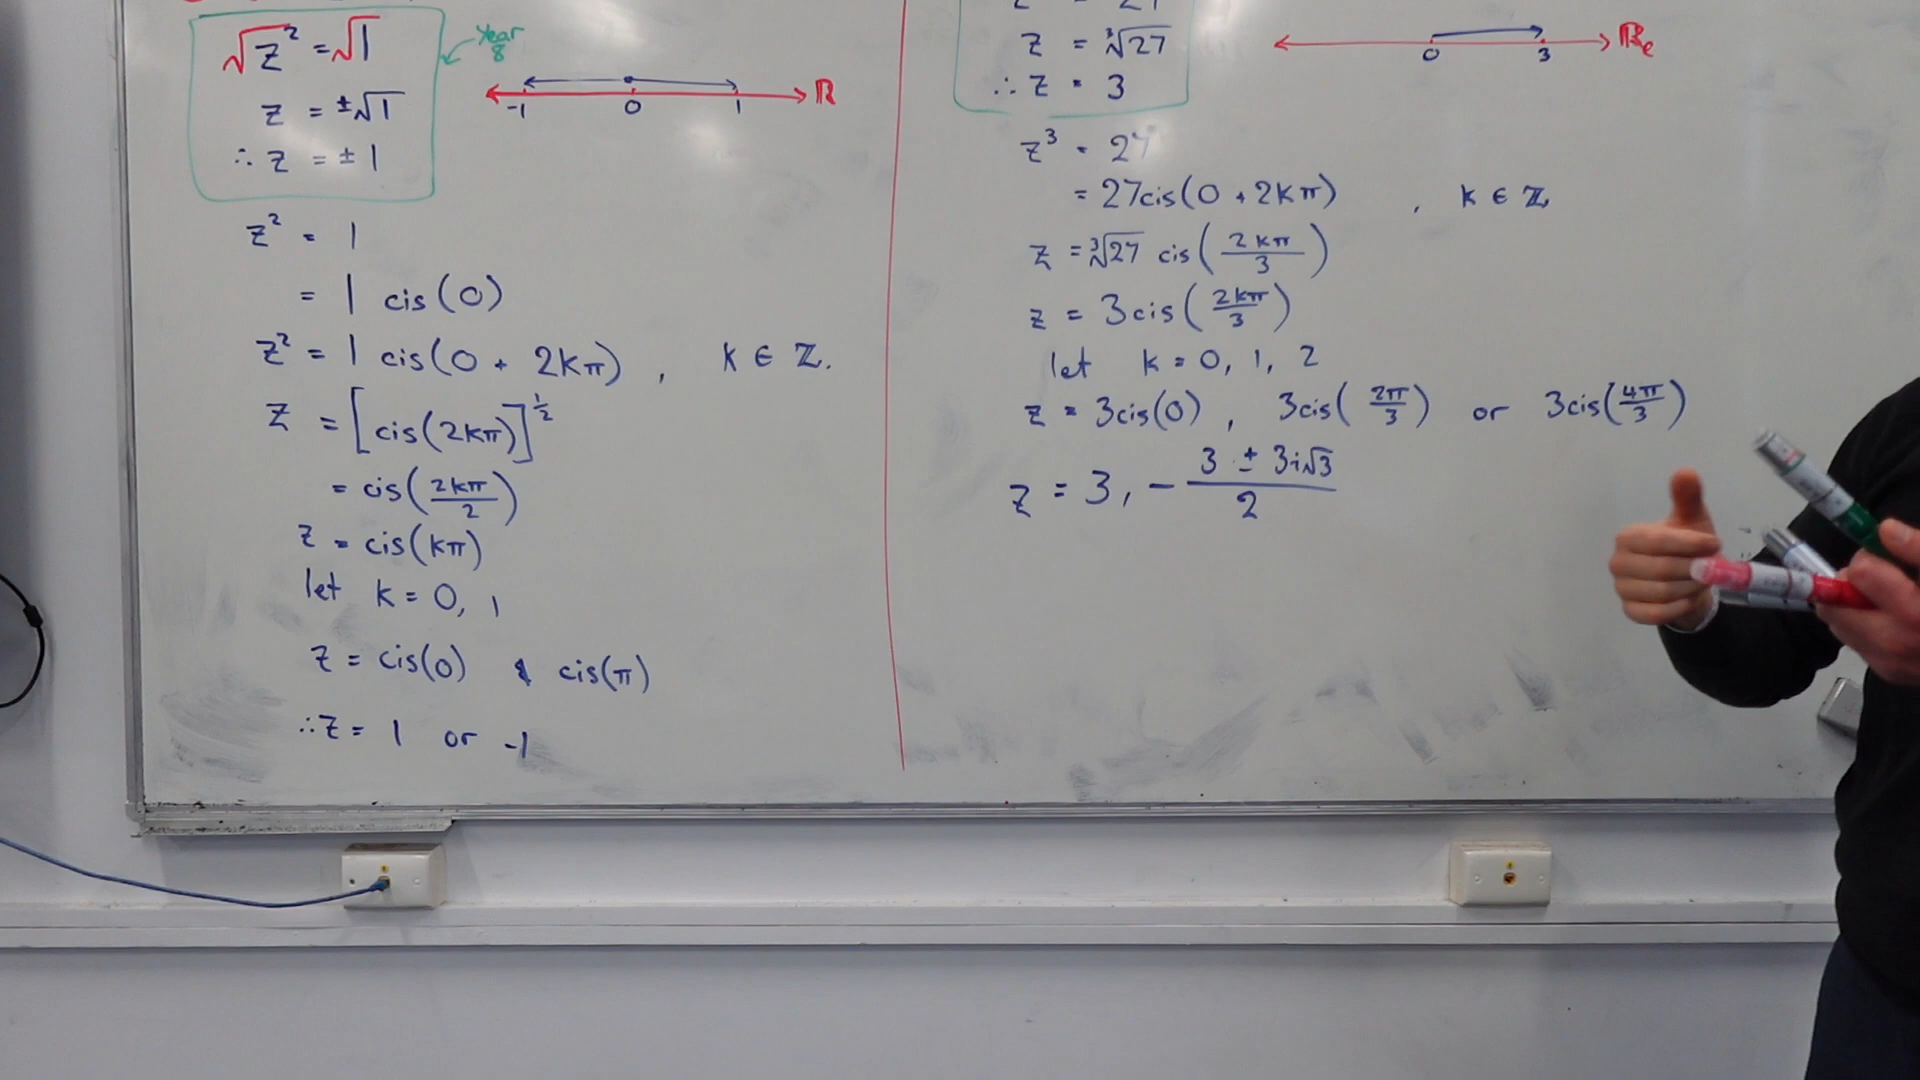 √z² = √1
z = ±√1
∴ z = ± 1
Year 8
-1 0 1 ℝ
z² = 1
= 1 cis(0)
z² = 1 cis(0 + 2kπ), k ∈ ℤ.
z = [cis(2kπ)]^½
= cis(2kπ/2)
z = cis(kπ)
let k = 0, 1
z = cis(0) & cis(π)
∴ z = 1 or -1
z = ∛27
∴ z = 3
0 3 ℝe
z³ = 27
= 27cis(0 + 2kπ), k ∈ ℤ
z = ∛27 cis(2kπ/3)
z = 3cis(2kπ/3)
let k = 0, 1, 2
z = 3cis(0), 3cis(2π/3) or 3cis(4π/3)
z = 3, - (3 ± 3i√3)/2